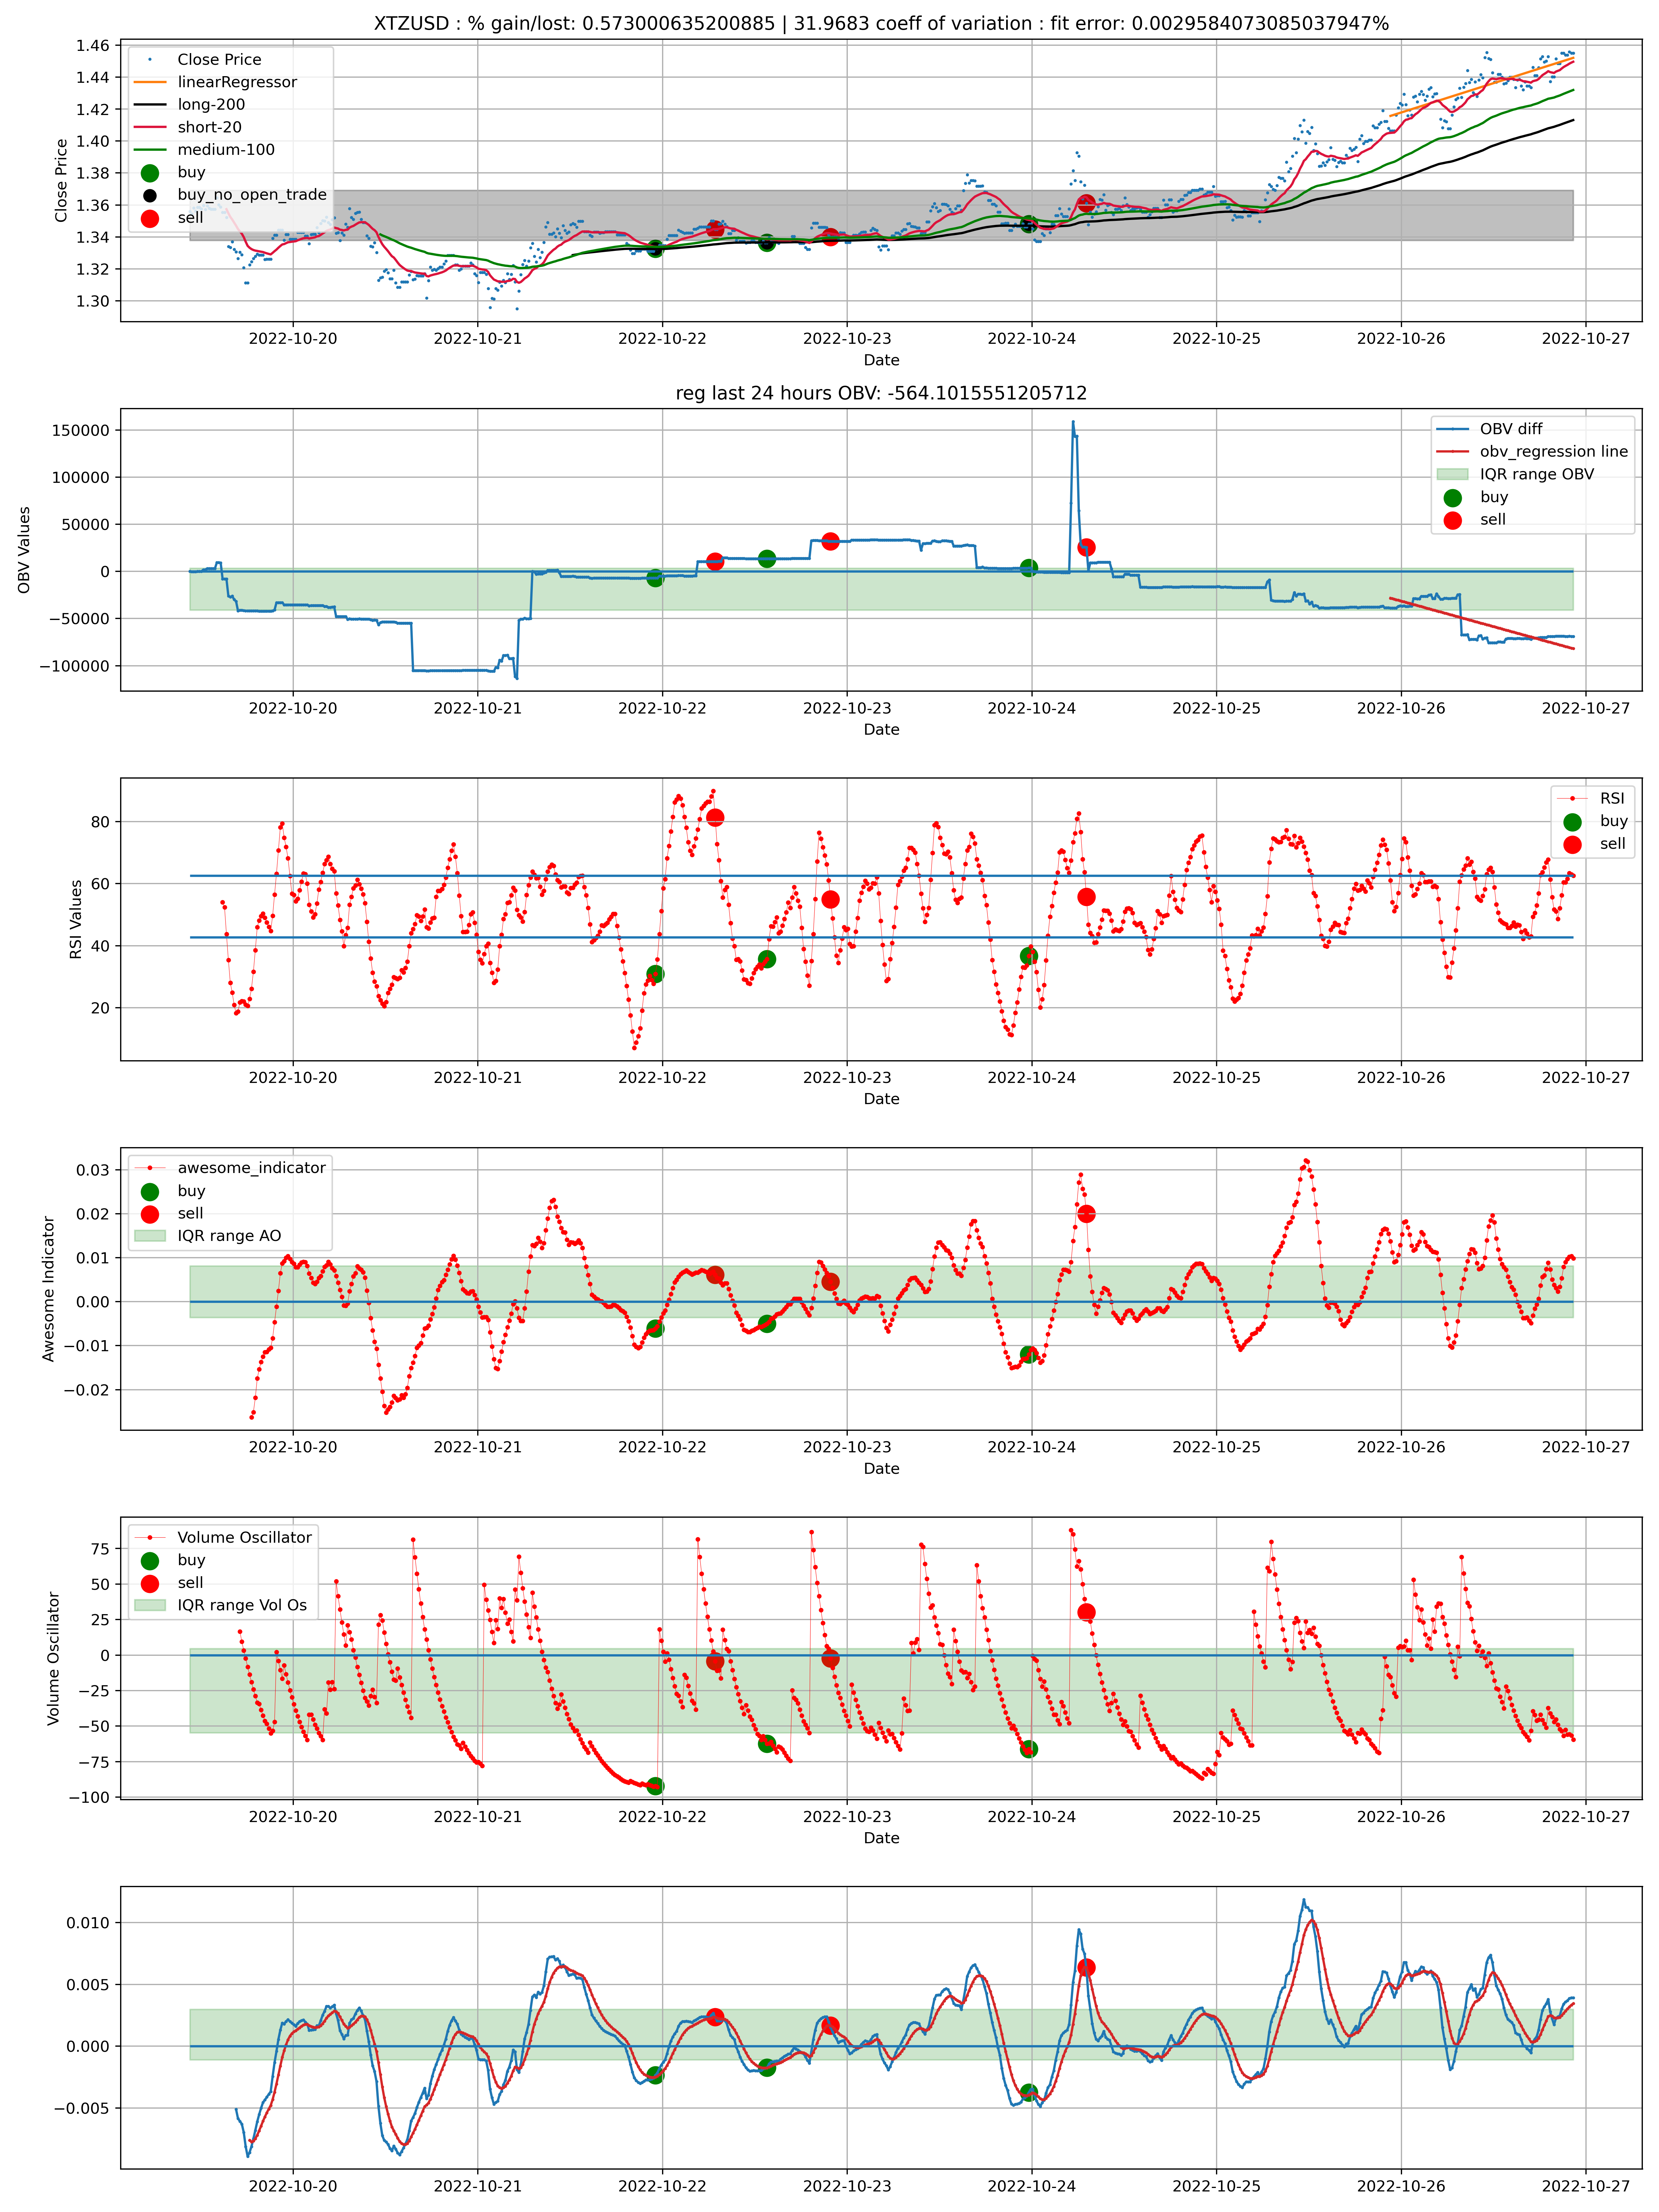 XTZUSD : % gain/lost: 0.573000635200885 | 31.9683 coeff of variation : fit error: 0.0029584073085037947%
Close Price
1.46
1.44
1.42
1.40
1.38
1.36
1.34
1.32
1.30
Close Price
linearRegressor
long-200
short-20
medium-100
buy
buy_no_open_trade
sell
2022-10-20 2022-10-21 2022-10-22 2022-10-23 2022-10-24 2022-10-25 2022-10-26 2022-10-27
Date
reg last 24 hours OBV: -564.1015551205712
OBV Values
150000
100000
50000
0
−50000
−100000
OBV diff
obv_regression line
IQR range OBV
buy
sell
2022-10-20 2022-10-21 2022-10-22 2022-10-23 2022-10-24 2022-10-25 2022-10-26 2022-10-27
Date
RSI Values
80
60
40
20
RSI
buy
sell
2022-10-20 2022-10-21 2022-10-22 2022-10-23 2022-10-24 2022-10-25 2022-10-26 2022-10-27
Date
Awesome Indicator
0.03
0.02
0.01
0.00
−0.01
−0.02
awesome_indicator
buy
sell
IQR range AO
2022-10-20 2022-10-21 2022-10-22 2022-10-23 2022-10-24 2022-10-25 2022-10-26 2022-10-27
Date
Volume Oscillator
75
50
25
0
−25
−50
−75
−100
Volume Oscillator
buy
sell
IQR range Vol Os
2022-10-20 2022-10-21 2022-10-22 2022-10-23 2022-10-24 2022-10-25 2022-10-26 2022-10-27
Date
0.010
0.005
0.000
−0.005
2022-10-20 2022-10-21 2022-10-22 2022-10-23 2022-10-24 2022-10-25 2022-10-26 2022-10-27